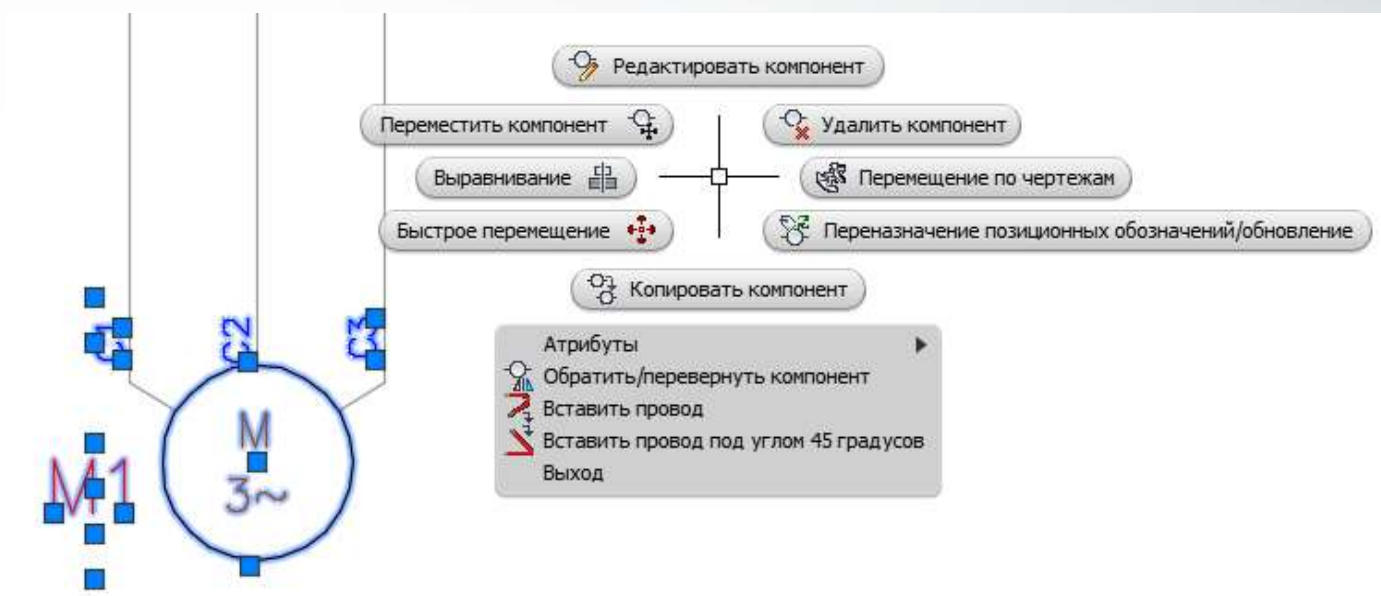 Редактировать компонент
Переместить компонент
Удалить компонент
Выравнивание
Перемещение по чертежам
Быстрое перемещение
Переназначение позиционных обозначений/обновление
Копировать компонент
C1
C2
C3
Атрибуты
Обратить/перевернуть компонент
Вставить провод
Вставить провод под углом 45 градусов
Выход
M
3~
M1